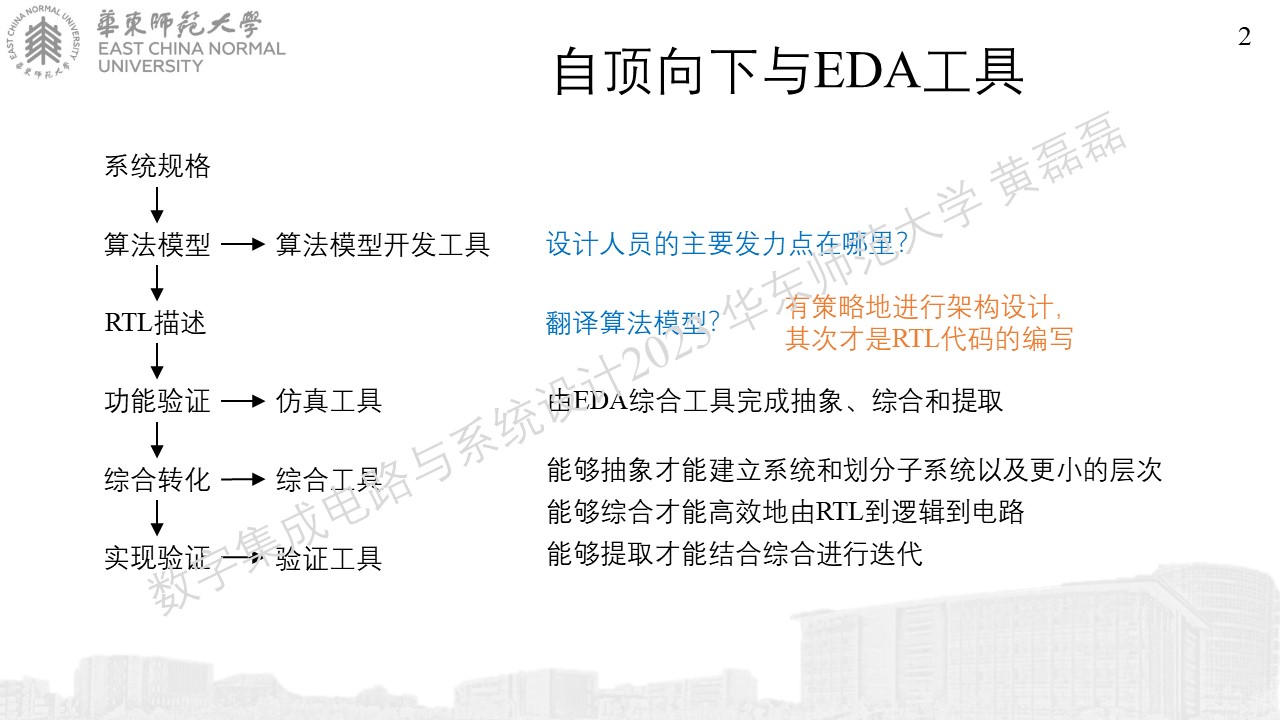 華東師范大學
EAST CHINA NORMAL
UNIVERSITY
EAST CHINA NORMAL UNIVERSITY
華東师范大学
2
自顶向下与EDA工具
系统规格
算法模型 算法模型开发工具
RTL描述
功能验证 仿真工具
综合转化 综合工具
实现验证 验证工具
设计人员的主要发力点在哪里?
翻译算法模型?
有策略地进行架构设计,
其次才是RTL代码的编写
由EDA综合工具完成抽象、综合和提取
能够抽象才能建立系统和划分子系统以及更小的层次
能够综合才能高效地由RTL到逻辑到电路
能够提取才能结合综合进行迭代
数字集成电路与系统设计2023 华东师范大学 黄磊磊